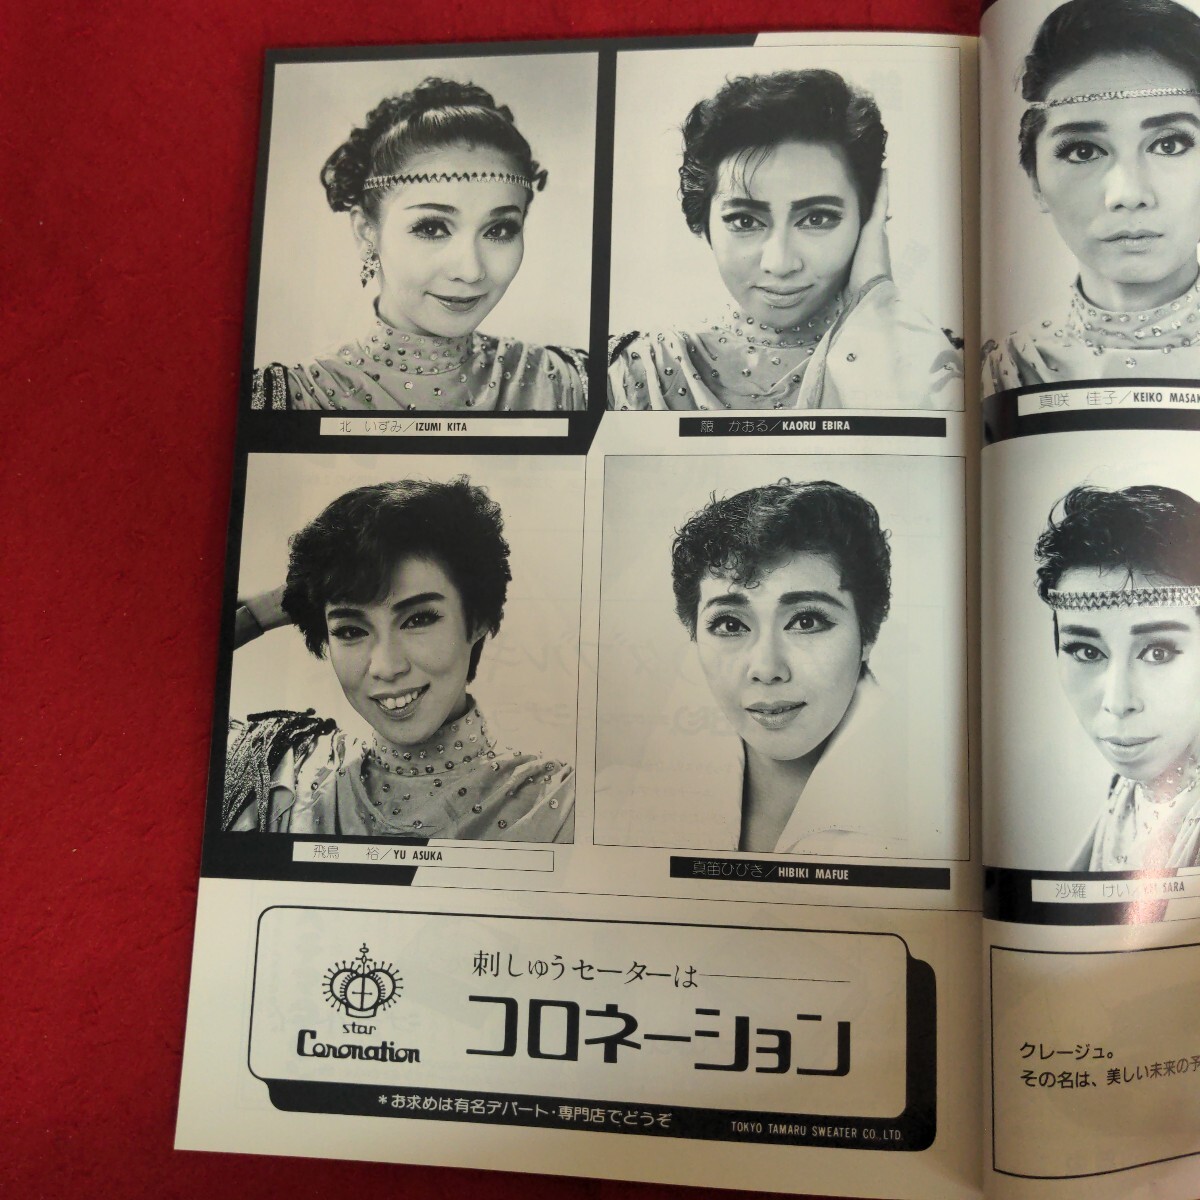 北 いずみ/IZUMI KITA
かおる/KAORU EBIRA
真咲 佳子/KEIKO MASAK
飛鳥 裕/YU ASUKA
真笛ひびき/HIBIKI MAFUE
沙羅 けい/KEI SARA
刺しゅうセーターは
star
Coronation
コロネーション
*お求めは有名デパート・専門店でどうぞ
TOKYO TAMARU SWEATER CO.,LTD.
クレージュ。
その名は、美しい未来の予